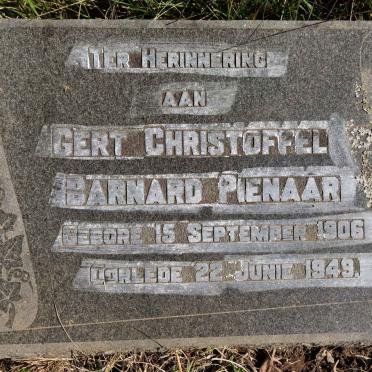 TER HERINNERING
AAN
GERT CHRISTOFFEL
BARNARD PIENAAR
GEBORE 15 SEPTEMBER 1906
OORLEDE 22 JUNIE 1949.